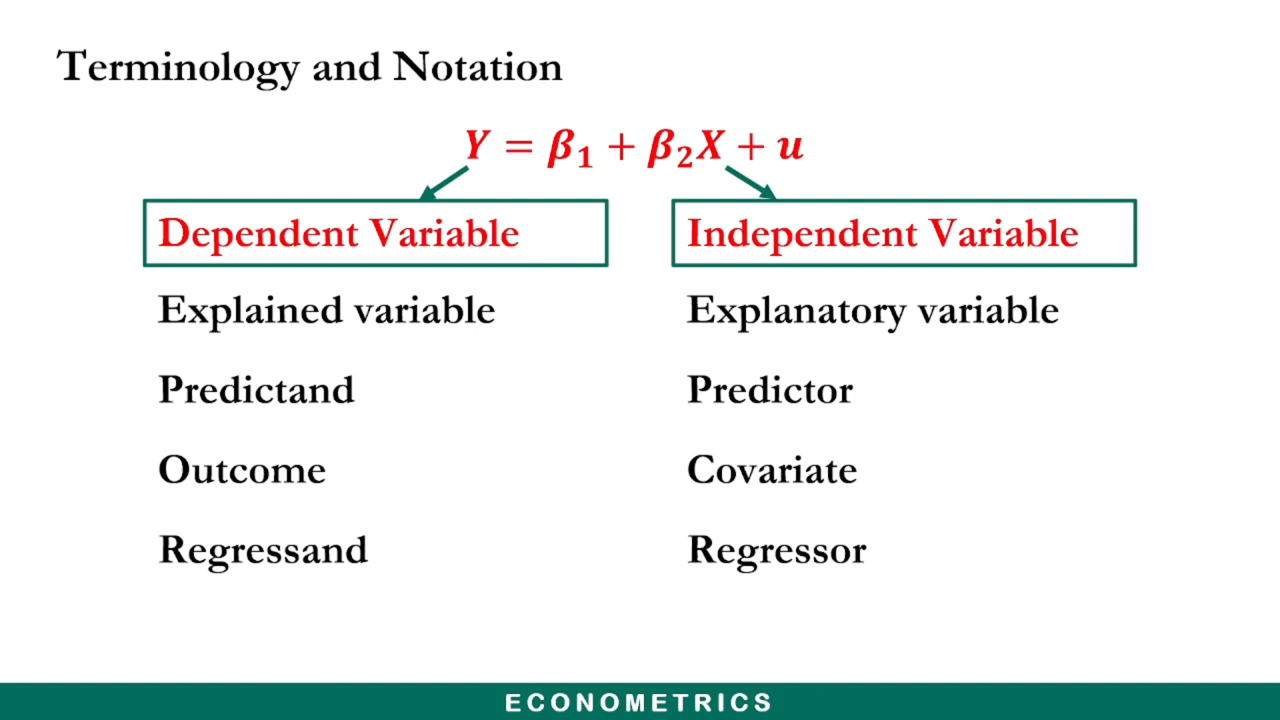 Terminology and Notation
Y = β₁ + β₂X + u
Dependent Variable
Independent Variable
Explained variable
Explanatory variable
Predictand
Predictor
Outcome
Covariate
Regressand
Regressor
ECONOMETRICS